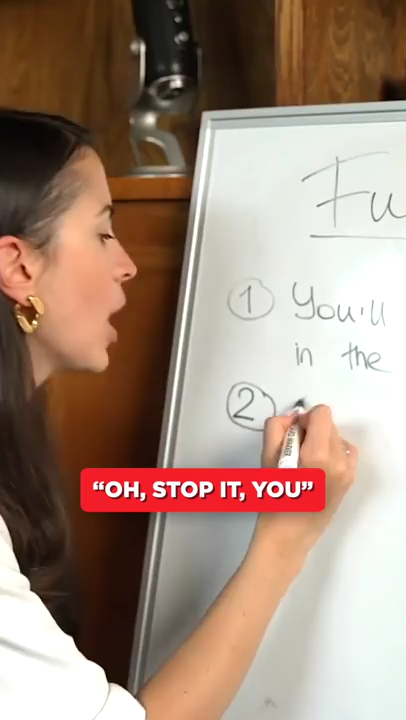 Fu
① You'll
in the
②
“OH, STOP IT, YOU”